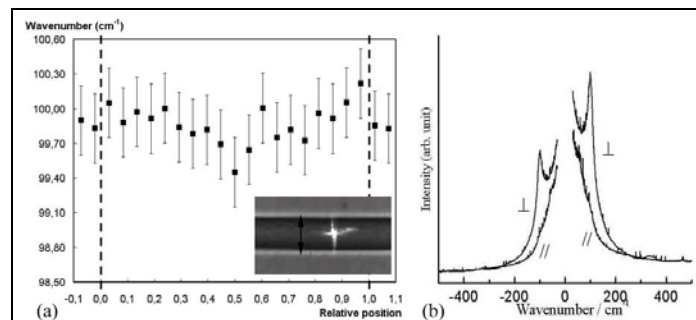 Wavenumber (cm⁻¹)
100,60
100,30
100,00
99,70
99,40
99,10
98,80
98,50
-0,1 0,0 0,1 0,2 0,3 0,4 0,5 0,6 0,7 0,8 0,9 1,0 1,1
Relative position
(a)
Intensity (arb. unit)
⊥
⊥
//
//
-400 -200 0 200 400
Wavenumber / cm⁻¹
(b)